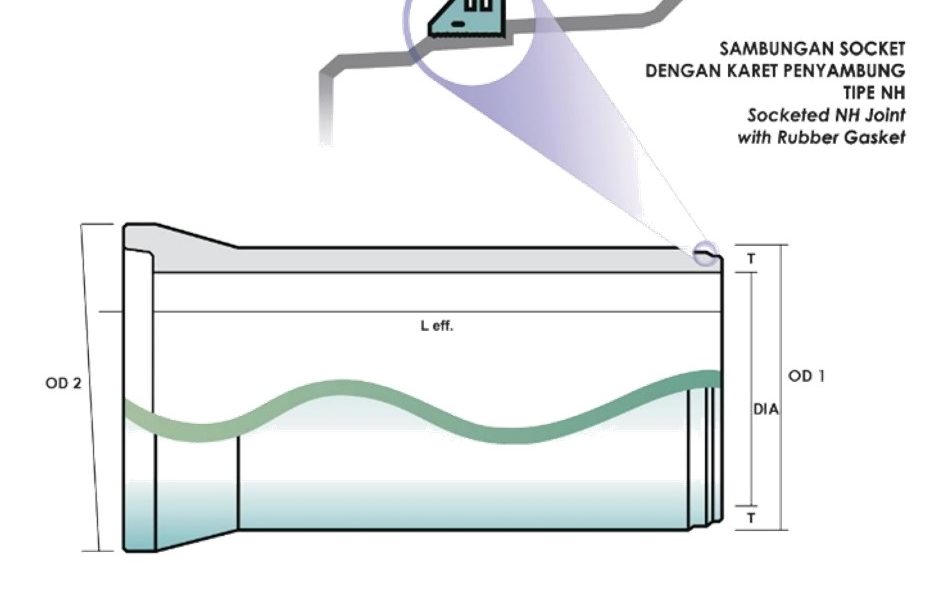 SAMBUNGAN SOCKET
DENGAN KARET PENYAMBUNG
TIPE NH
Socketed NH Joint
with Rubber Gasket
T
L eff.
OD 2
OD 1
DIA
T